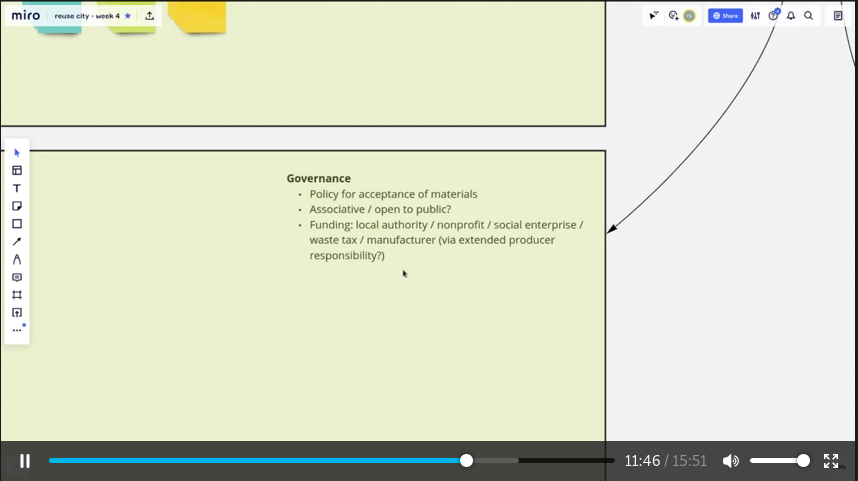 miro reuse city - week 4
Share
Governance
• Policy for acceptance of materials
• Associative / open to public?
• Funding: local authority / nonprofit / social enterprise /
waste tax / manufacturer (via extended producer
responsibility?)
T
11:46 / 15:51